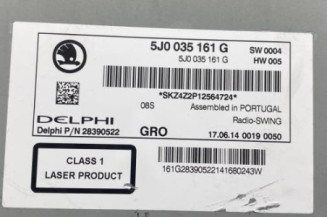 5J0 035 161 G SW 0004
5J0 035 161 G HW 005
*SKZ4Z2P12564724*
08S Assembled in PORTUGAL
DELPHI Radio-SWING
Delphi P/N 28390522 GRO 17.06.14 0019 0050
CLASS 1
LASER PRODUCT
161G28390522141680243W